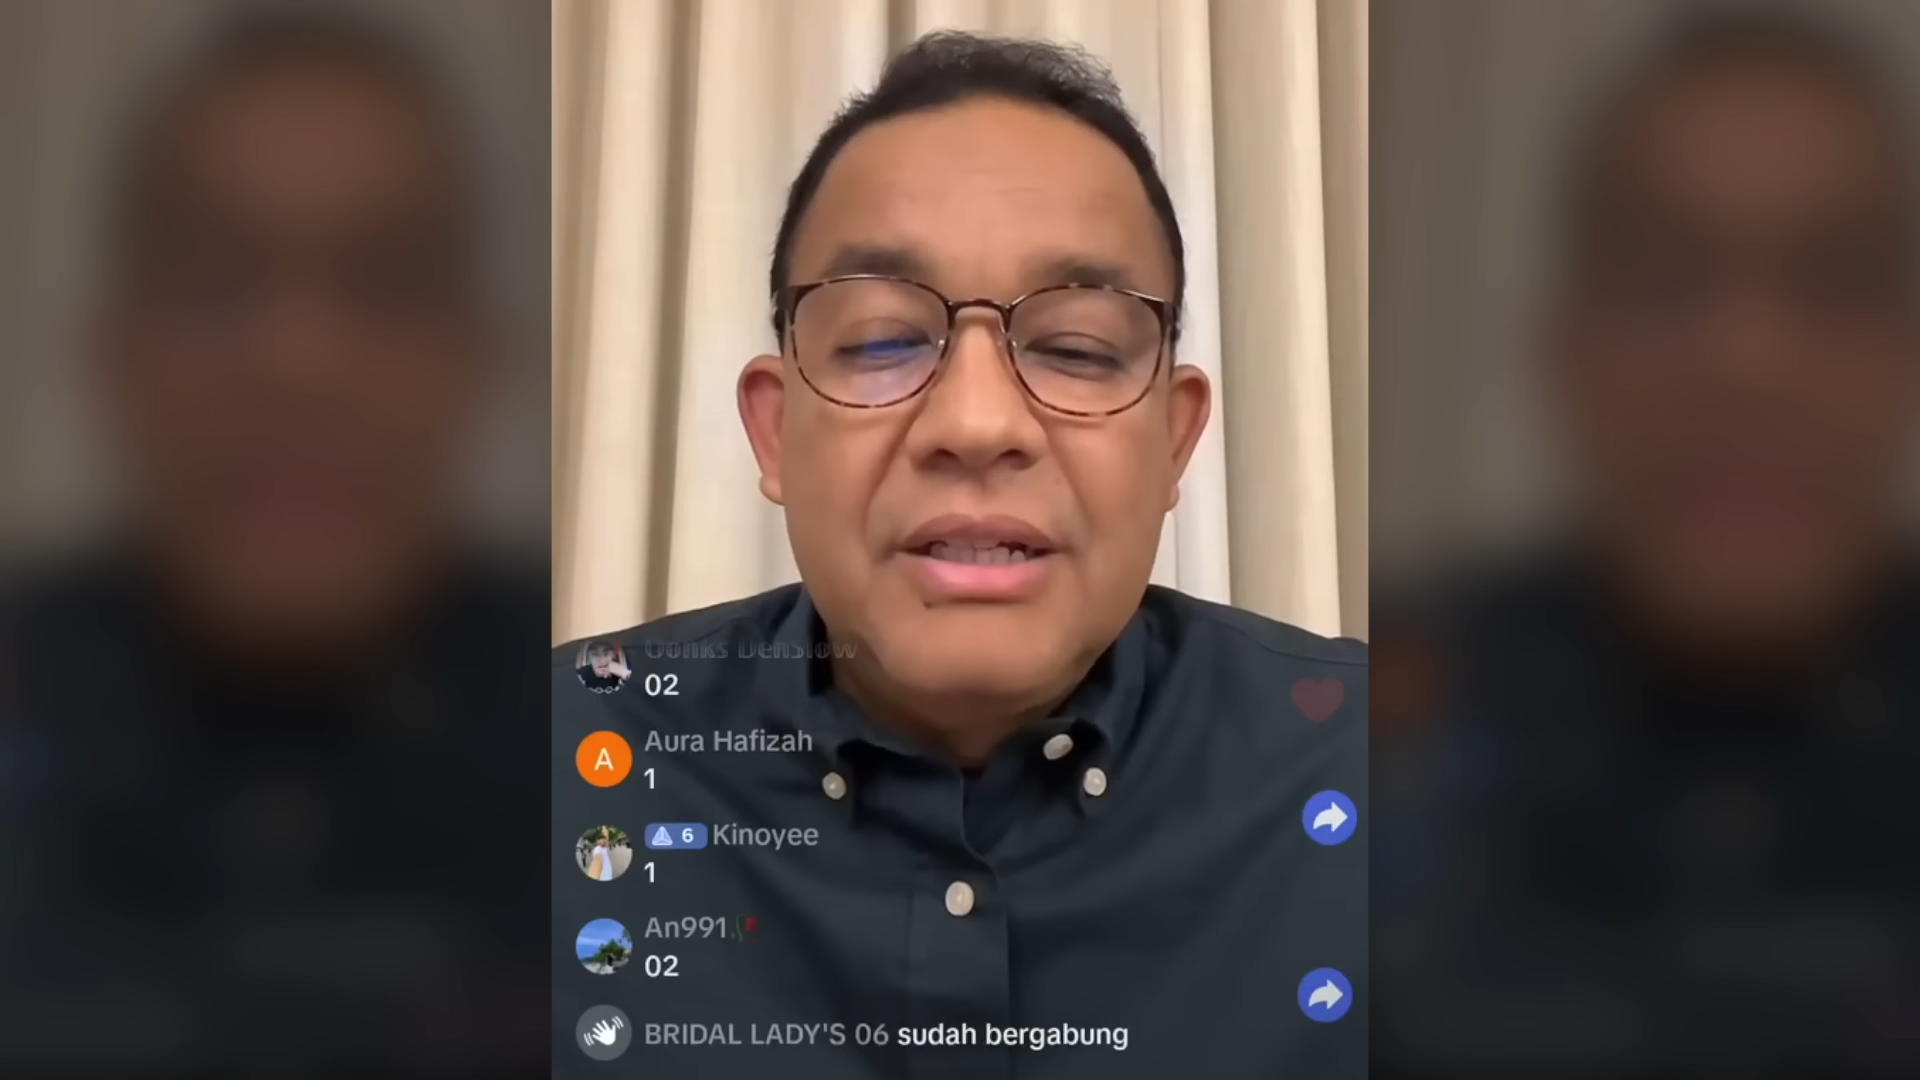 02
A
Aura Hafizah
1
6 Kinoyee
1
An991
02
BRIDAL LADY'S 06 sudah bergabung